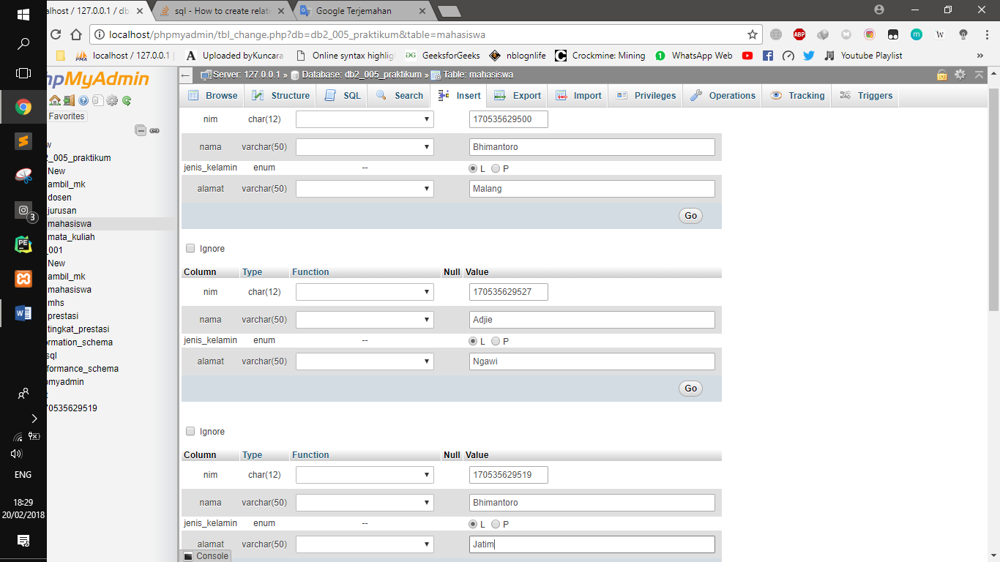 alhost / 127.0.0.1 / db
sql - How to create relati
Google Terjemahan
localhost/phpmyadmin/tbl_change.php?db=db2_005_praktikum&table=mahasiswa
localhost / 127.0.0.1
Uploaded byKuncara
Online syntax highlig
GeeksforGeeks
nblognlife
Crockmine: Mining
WhatsApp Web
YouTube Playlist
»
hpMyAdmin
Favorites
w
2_005_praktikum
New
ambil_mk
dosen
jurusan
mahasiswa
mata_kuliah
_001
New
ambil_mk
mahasiswa
mhs
prestasi
tingkat_prestasi
ormation_schema
sql
formance_schema
pmyadmin
t
70535629519
Server: 127.0.0.1 » Database: db2_005_praktikum » Table: mahasiswa
Browse Structure SQL Search Insert Export Import Privileges Operations Tracking Triggers
nim char(12) 170535629500
nama varchar(50) Bhimantoro
jenis_kelamin enum -- L P
alamat varchar(50) Malang
Go
Ignore
Column Type Function Null Value
nim char(12) 170535629527
nama varchar(50) Adjie
jenis_kelamin enum -- L P
alamat varchar(50) Ngawi
Go
Ignore
Column Type Function Null Value
nim char(12) 170535629519
nama varchar(50) Bhimantoro
jenis_kelamin enum -- L P
alamat varchar(50) Jatim
Console
3
ENG
18:29
20/02/2018